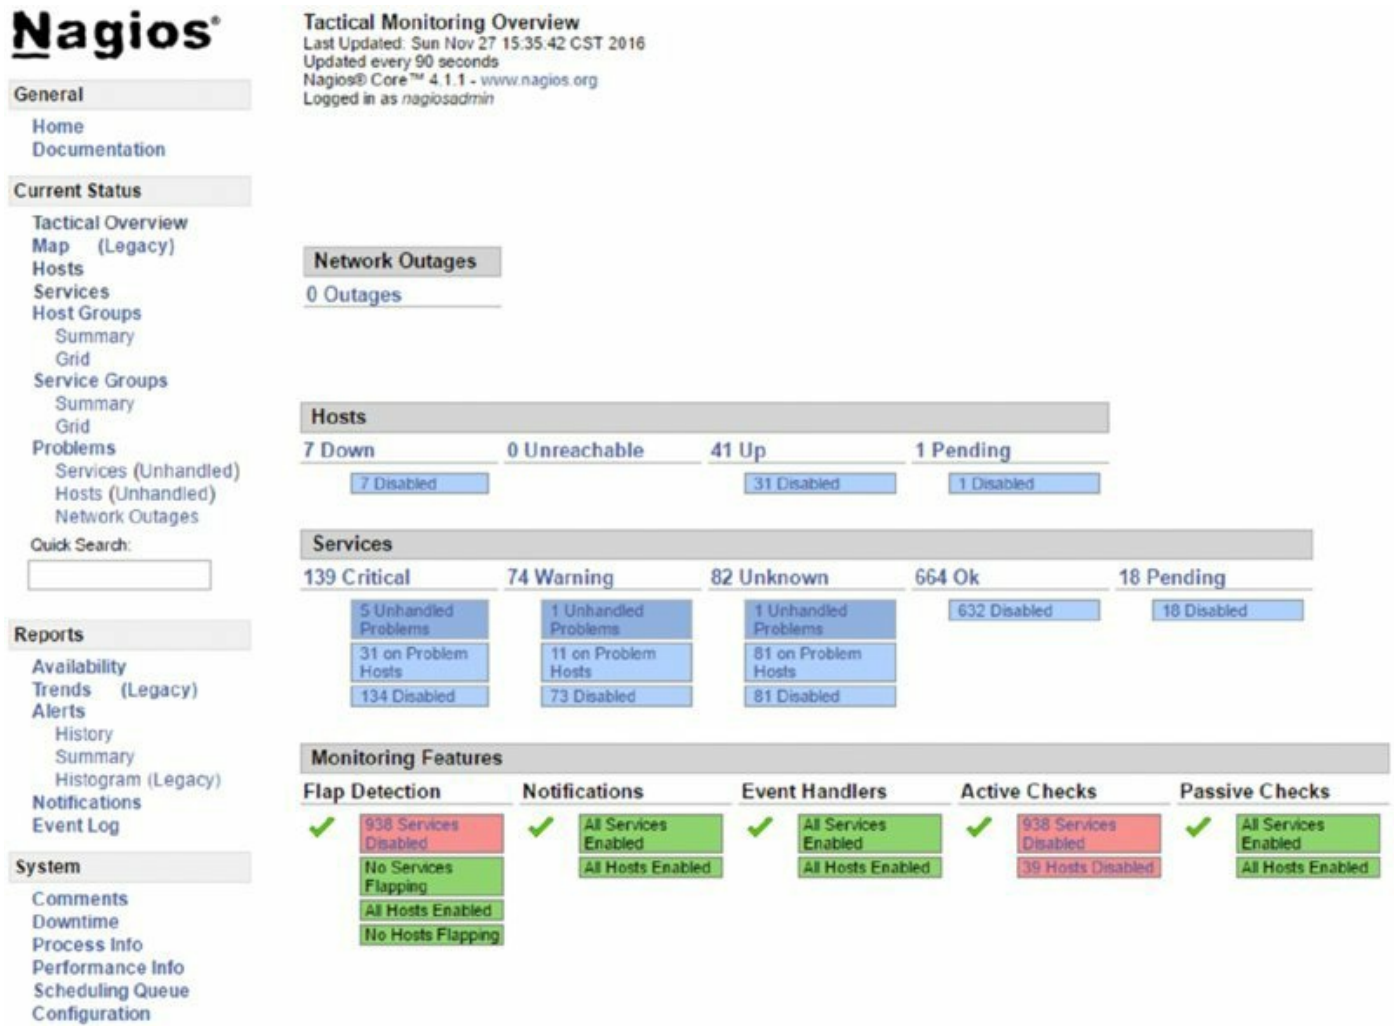 Nagios®
General
Home
Documentation
Current Status
Tactical Overview
Map (Legacy)
Hosts
Services
Host Groups
Summary
Grid
Service Groups
Summary
Grid
Problems
Services (Unhandled)
Hosts (Unhandled)
Network Outages
Quick Search:
Reports
Availability
Trends (Legacy)
Alerts
History
Summary
Histogram (Legacy)
Notifications
Event Log
System
Comments
Downtime
Process Info
Performance Info
Scheduling Queue
Configuration
Tactical Monitoring Overview
Last Updated: Sun Nov 27 15:35:42 CST 2016
Updated every 90 seconds
Nagios® Core™ 4.1.1 - www.nagios.org
Logged in as nagiosadmin
Network Outages
0 Outages
Hosts
7 Down 0 Unreachable 41 Up 1 Pending
7 Disabled 31 Disabled 1 Disabled
Services
139 Critical 74 Warning 82 Unknown 664 Ok 18 Pending
5 Unhandled 1 Unhandled 1 Unhandled 632 Disabled 18 Disabled
Problems Problems Problems
31 on Problem 11 on Problem 81 on Problem
Hosts Hosts Hosts
134 Disabled 73 Disabled 81 Disabled
Monitoring Features
Flap Detection Notifications Event Handlers Active Checks Passive Checks
938 Services All Services All Services 938 Services All Services
Disabled Enabled Enabled Disabled Enabled
No Services All Hosts Enabled All Hosts Enabled 39 Hosts Disabled All Hosts Enabled
Flapping
All Hosts Enabled
No Hosts Flapping